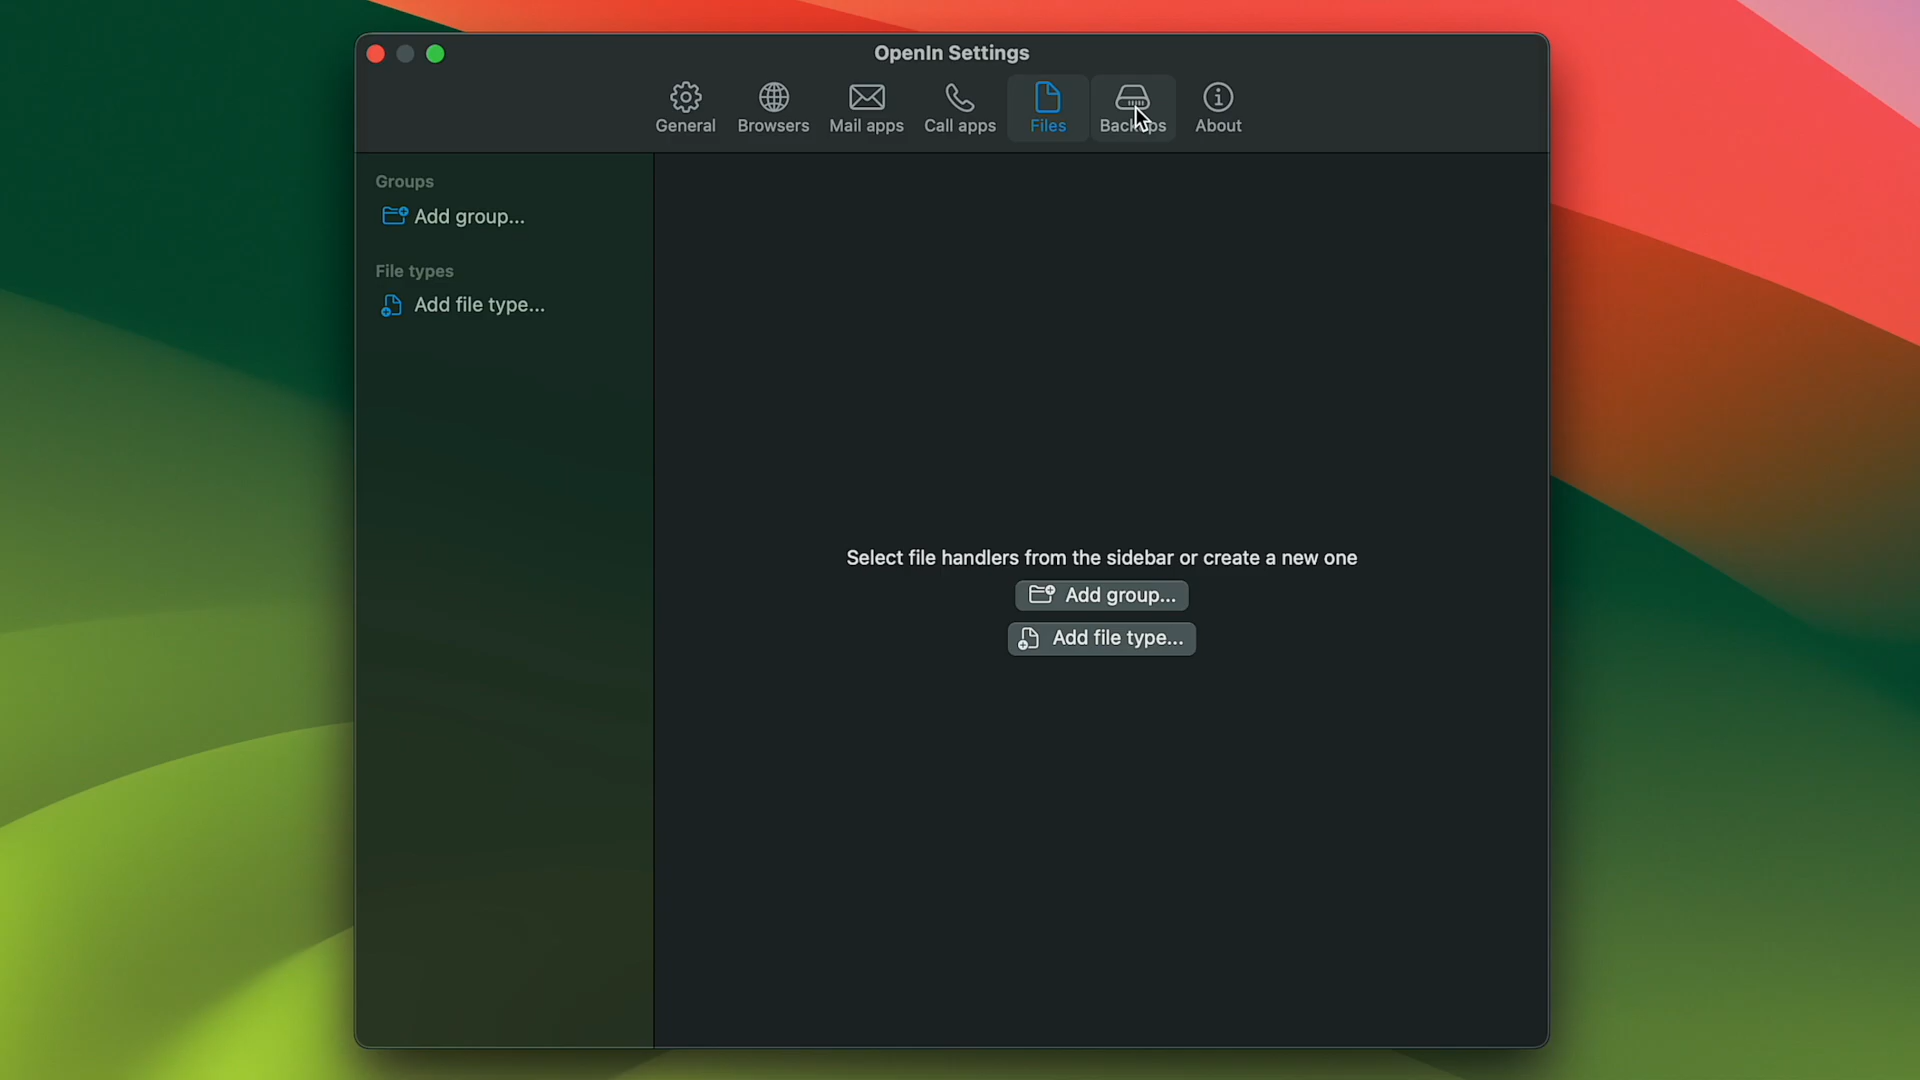 OpenIn Settings
General Browsers Mail apps Call apps Files Backups About
Groups
Add group...
File types
Add file type...
Select file handlers from the sidebar or create a new one
Add group...
Add file type...